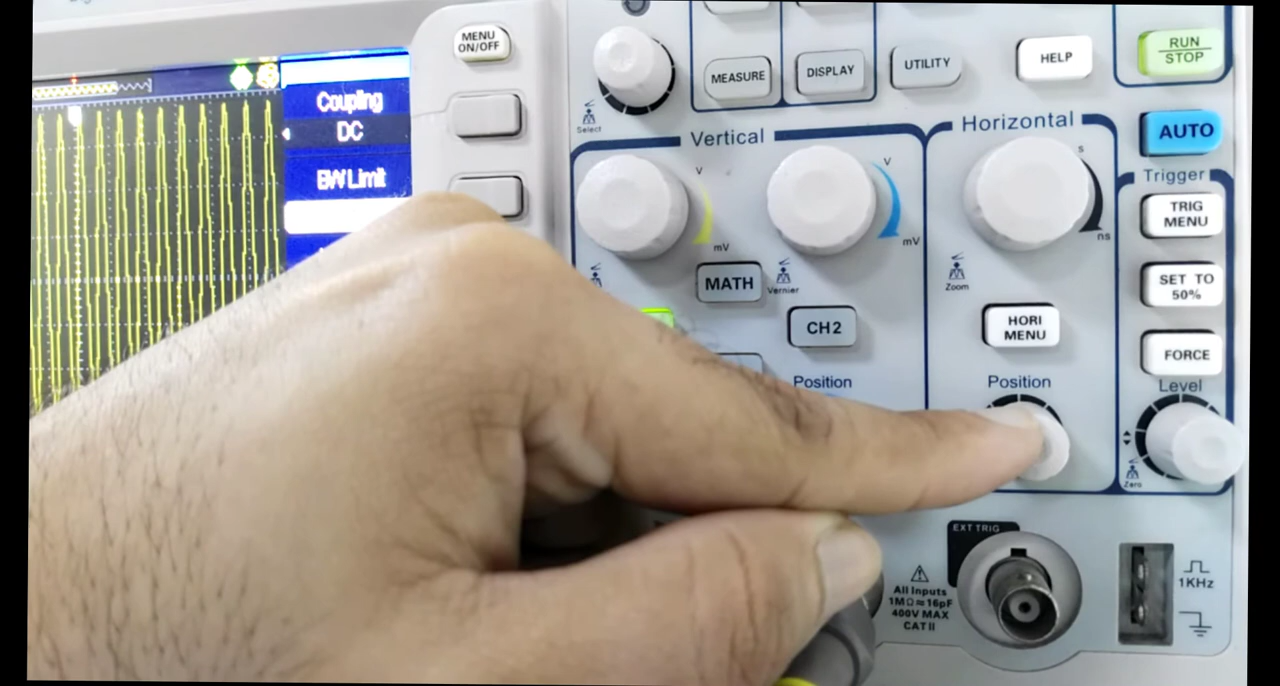 MENU
ON/OFF
Coupling
DC
BW Limit
Select
MEASURE
DISPLAY
UTILITY
HELP
RUN
STOP
Vertical
Horizontal
AUTO
Trigger
V
mV
V
mV
s
ns
TRIG
MENU
MATH
Vernier
Zoom
SET TO
50%
CH2
HORI
MENU
FORCE
Position
Position
Level
Zero
EXT TRIG
All Inputs
1MΩ≈16pF
400V MAX
CAT II
1KHz